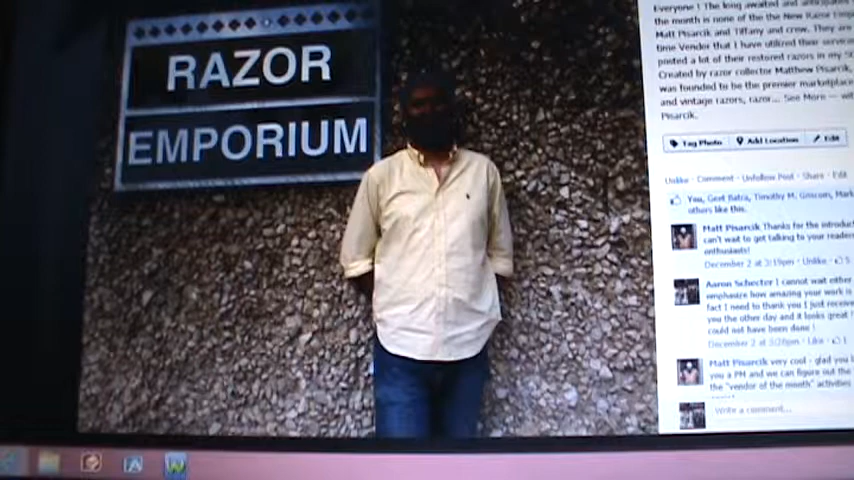 RAZOR
EMPORIUM
Everyone ! The long awaited and anticipated
the month is none of the the New Razor
Matt Pisarcik and Tiffany and crew. They are
time Vender that I have utilized their
posted a lot of their restored razors in my
Created by razor collector Matthew Pisarcik,
was founded to be the premier marketplace
and vintage razors, razor... See More —
Pisarcik.
Tag Photo Add Location Edit
Unlike · Comment · Unfollow Post · Share · Edit
You, Geet Batra, Timothy M. Griscom, Mark
others like this.
Matt Pisarcik Thanks for the
can't wait to get talking to your
enthusiasts!
December 2 at 3:19pm · Unlike · 5
Aaron Schecter I cannot wait other
emphasize how amazing your work is
fact I need to thank you I just
you the other day and it looks great !
could not have been done !
December 2 at 3:28pm · Like · 1
Matt Pisarcik very cool - glad you
you a PM and we can figure out the
the "vendor of the month" activities
Write a comment...